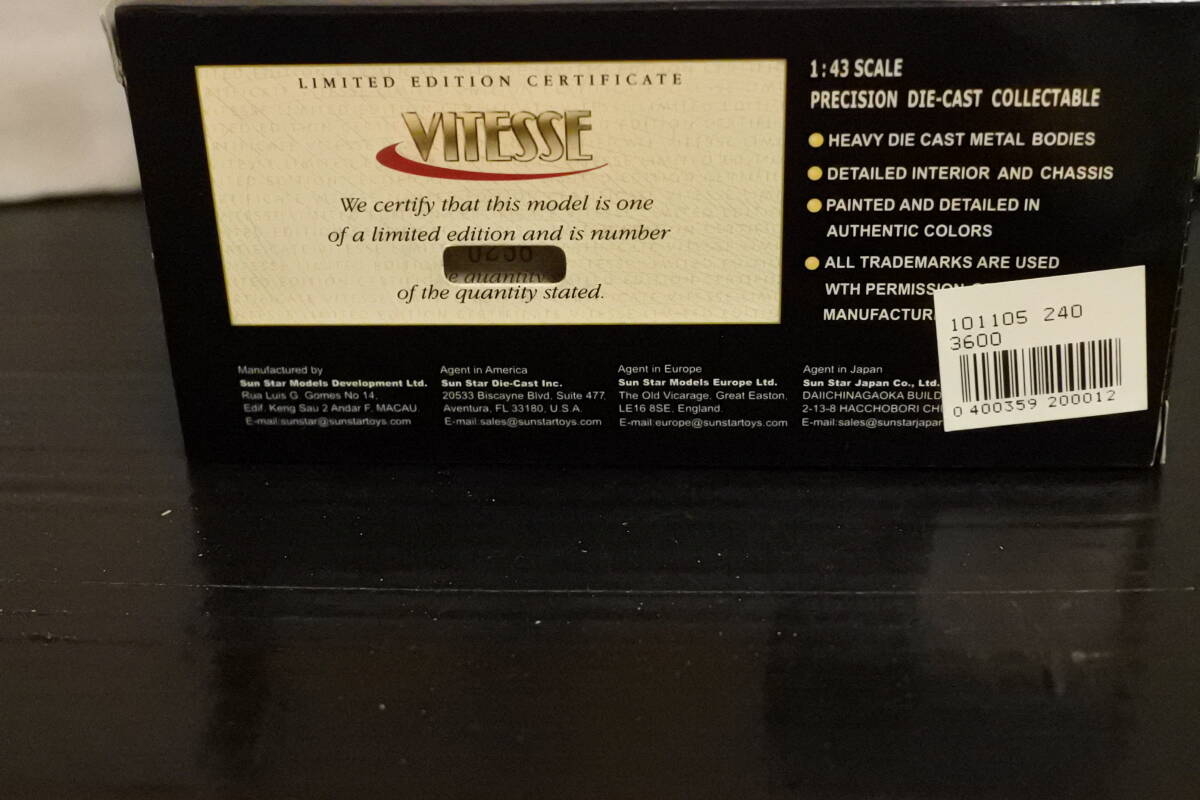 LIMITED EDITION CERTIFICATE
VITESSE
We certify that this model is one
of a limited edition and is number
e quantity
of the quantity stated.
1:43 SCALE
PRECISION DIE-CAST COLLECTABLE
HEAVY DIE CAST METAL BODIES
DETAILED INTERIOR AND CHASSIS
PAINTED AND DETAILED IN
AUTHENTIC COLORS
ALL TRADEMARKS ARE USED
WTH PERMISSION
MANUFACTUR
101105 240
3600
0 400359 200012
Manufactured by
Sun Star Models Development Ltd.
Rua Luis G. Gomes No 14,
Edif. Keng Sau 2 Andar F, MACAU
E-mail:sunstar@sunstartoys.com
Agent in America
Sun Star Die-Cast Inc.
20533 Biscayne Blvd, Suite 477,
Aventura, FL 33180, U.S.A.
E-mail:sales@sunstartoys.com
Agent in Europe
Sun Star Models Europe Ltd.
The Old Vicarage, Great Easton,
LE16 8SE, England.
E-mail:europe@sunstartoys.com
Agent in Japan
Sun Star Japan Co., Ltd.
DAIICHINAGAOKA BUILD
2-13-8 HACCHOBORI CH
E-mail:sales@sunstarjapan